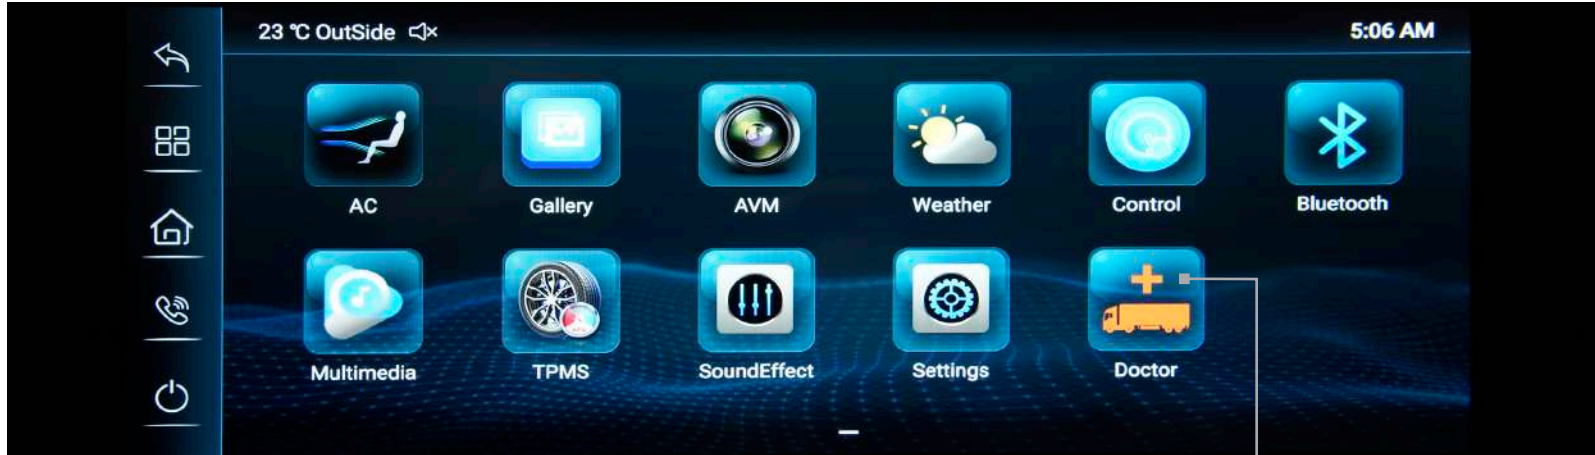 23 ℃ OutSide
5:06 AM
AC
Gallery
AVM
Weather
Control
Bluetooth
Multimedia
TPMS
SoundEffect
Settings
Doctor